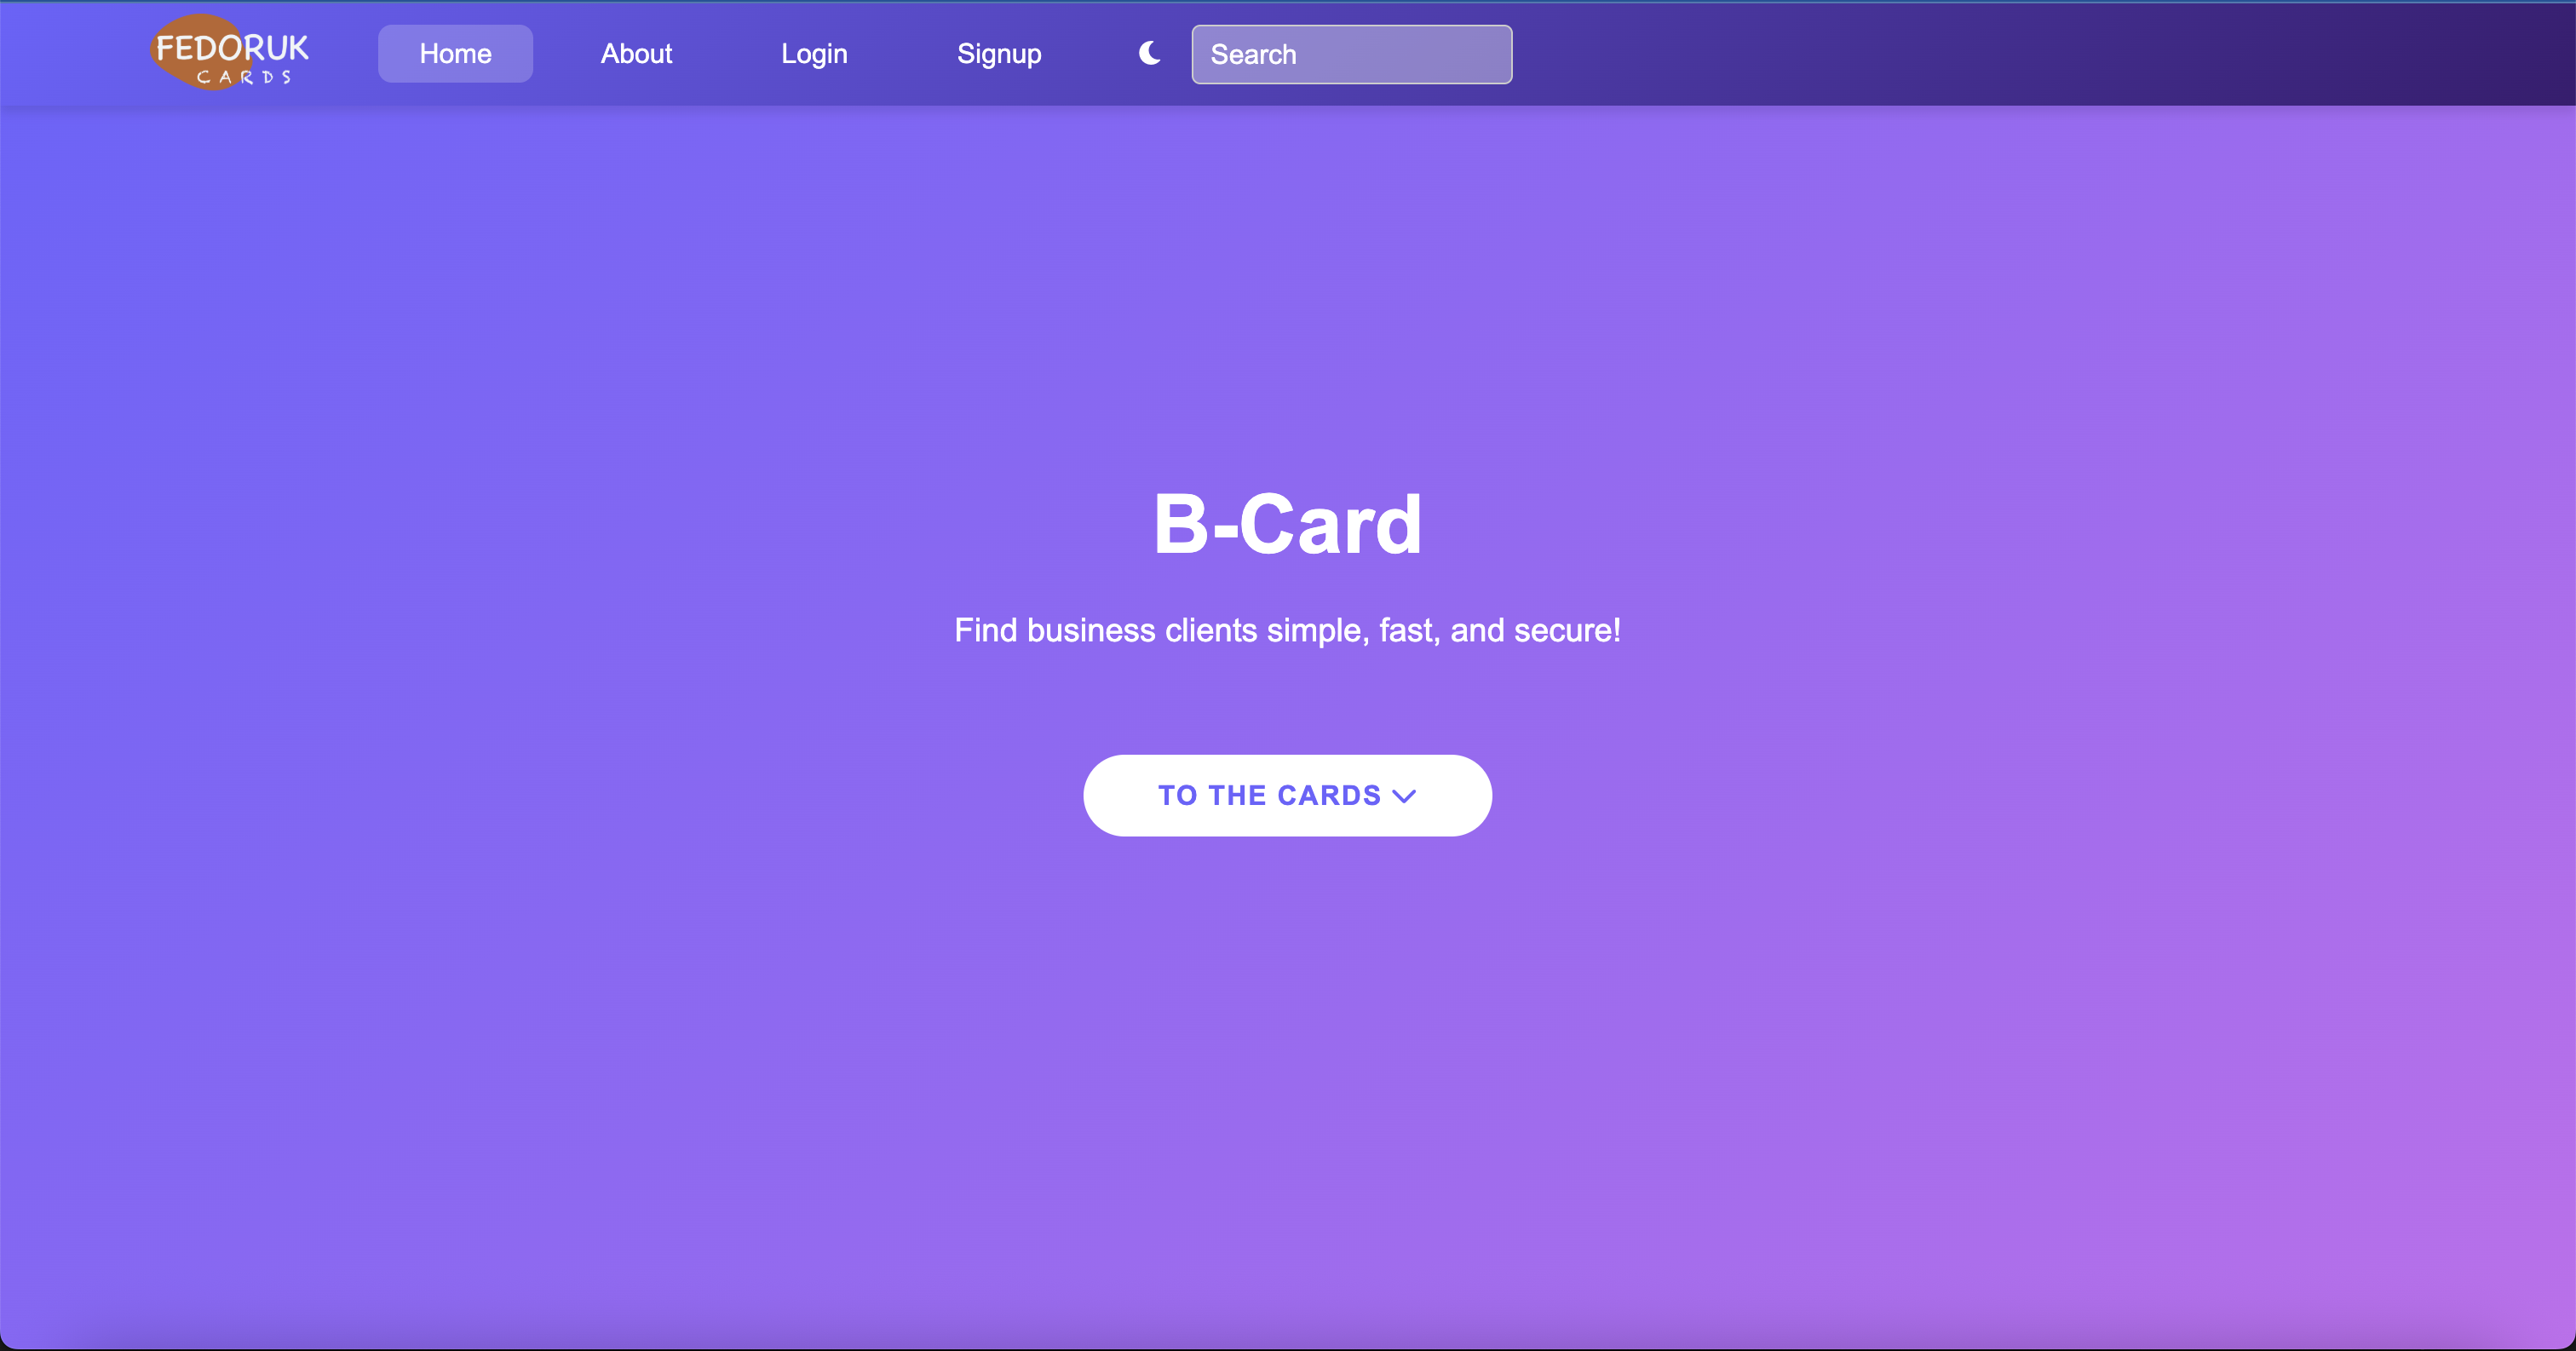 FEDORUK
CARDS
Home
About
Login
Signup
Search
B-Card
Find business clients simple, fast, and secure!
TO THE CARDS